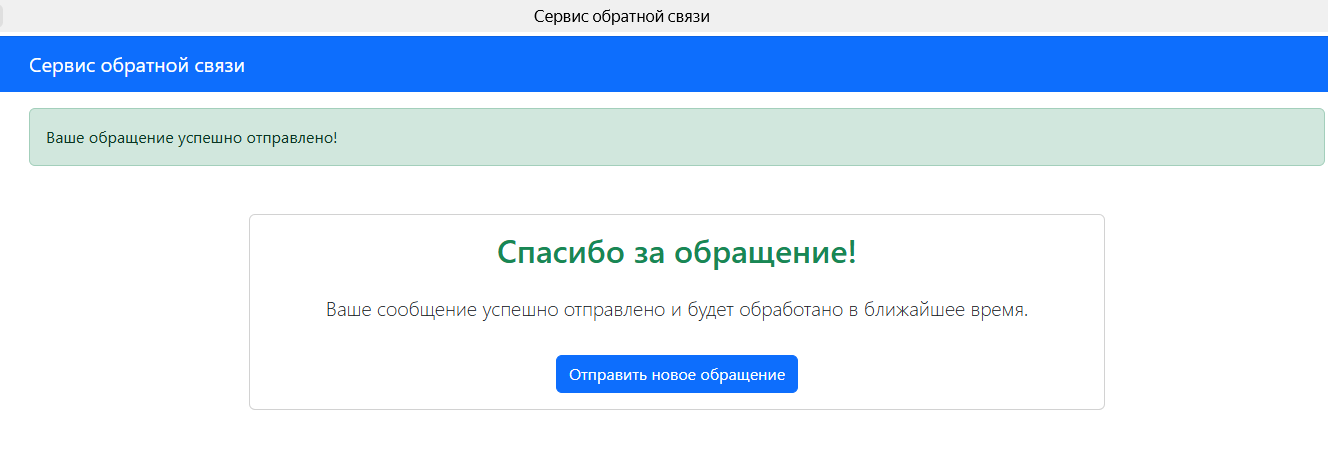 Сервис обратной связи
Сервис обратной связи
Ваше обращение успешно отправлено!
Спасибо за обращение!
Ваше сообщение успешно отправлено и будет обработано в ближайшее время.
Отправить новое обращение